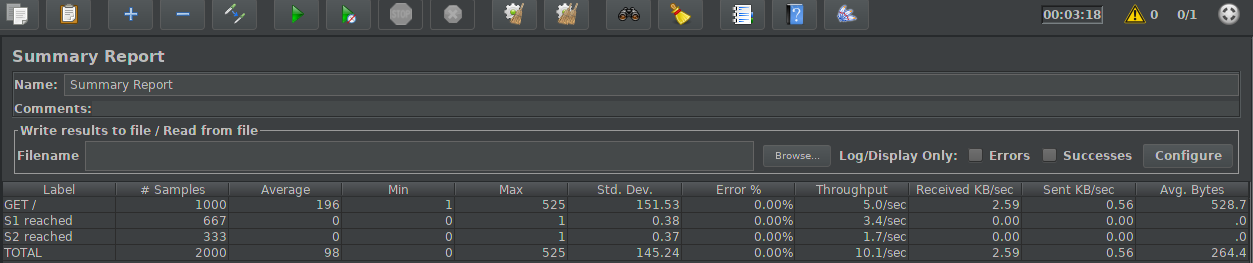 STOP 00:03:18 0 0/1
Summary Report
Name: Summary Report
Comments:
Write results to file / Read from file
Filename Browse... Log/Display Only: Errors Successes Configure
Label # Samples Average Min Max Std. Dev. Error % Throughput Received KB/sec Sent KB/sec Avg. Bytes
GET / 1000 196 1 525 151.53 0.00% 5.0/sec 2.59 0.56 528.7
S1 reached 667 0 0 1 0.38 0.00% 3.4/sec 0.00 0.00 .0
S2 reached 333 0 0 1 0.37 0.00% 1.7/sec 0.00 0.00 .0
TOTAL 2000 98 0 525 145.24 0.00% 10.1/sec 2.59 0.56 264.4